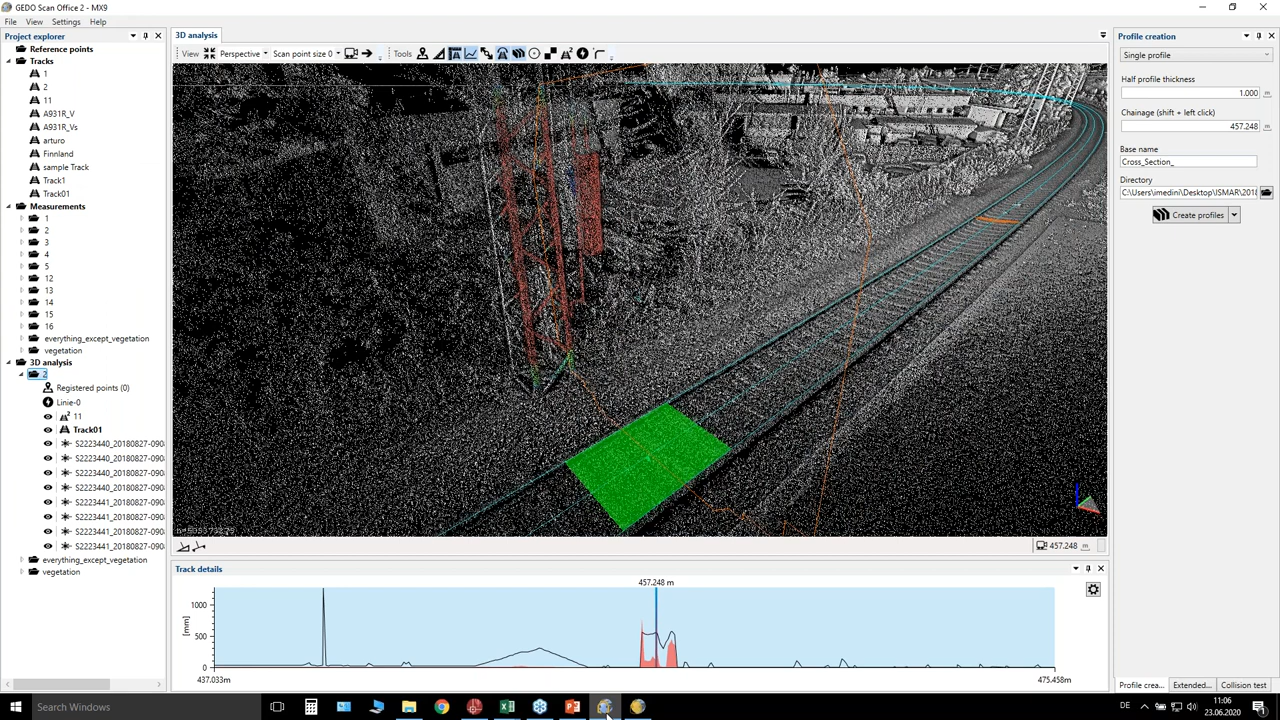 GEDO Scan Office 2 - MX9
File View Settings Help
Project explorer
Reference points
Tracks
1
2
11
A931R_V
A931R_Vs
arturo
Finnland
sample Track
Track1
Track01
Measurements
1
2
3
4
5
12
13
14
15
16
everything_except_vegetation
vegetation
3D analysis
2
Registered points (0)
Linie-0
11
Track01
S2223440_20180827-090
S2223440_20180827-090
S2223440_20180827-090
S2223440_20180827-090
S2223441_20180827-090
S2223441_20180827-090
S2223441_20180827-090
S2223441_20180827-090
everything_except_vegetation
vegetation
3D analysis
View Perspective Scan point size 0 Tools
457.248 m
Track details
457.248 m
[mm]
1000
500
0
437.033m
475.458m
Profile creation
Single profile
Half profile thickness
1.000 m
Chainage (shift + left click)
457.248 m
Base name
Cross_Section_
Directory
C:\Users\imedini\Desktop\ISMAR\2018
Create profiles
Profile crea... Extended... Collision test
Search Windows
DE
11:06
23.06.2020